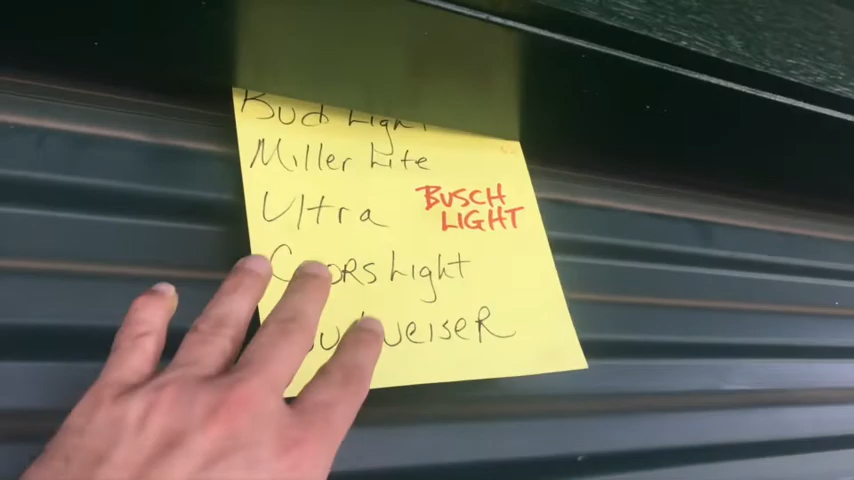 Bud Light
Miller Lite
Ultra
BUSCH
LIGHT
Coors Light
Budweiser